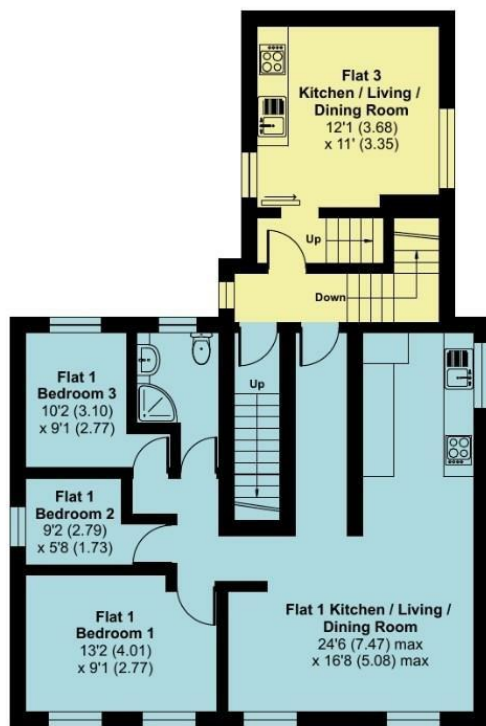 Flat 3
Kitchen / Living /
Dining Room
12'1 (3.68)
x 11' (3.35)
Up
Down
Flat 1
Bedroom 3
10'2 (3.10)
x 9'1 (2.77)
Up
Flat 1
Bedroom 2
9'2 (2.79)
x 5'8 (1.73)
Flat 1
Bedroom 1
13'2 (4.01)
x 9'1 (2.77)
Flat 1 Kitchen / Living /
Dining Room
24'6 (7.47) max
x 16'8 (5.08) max